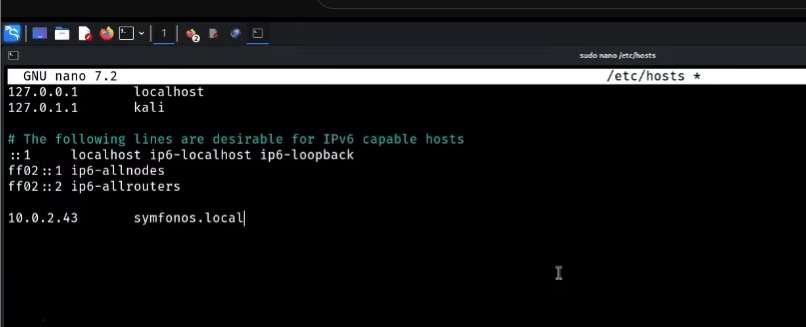 1
2
sudo nano /etc/hosts
GNU nano 7.2 /etc/hosts *
127.0.0.1 localhost
127.0.1.1 kali
# The following lines are desirable for IPv6 capable hosts
::1 localhost ip6-localhost ip6-loopback
ff02::1 ip6-allnodes
ff02::2 ip6-allrouters
10.0.2.43 symfonos.local